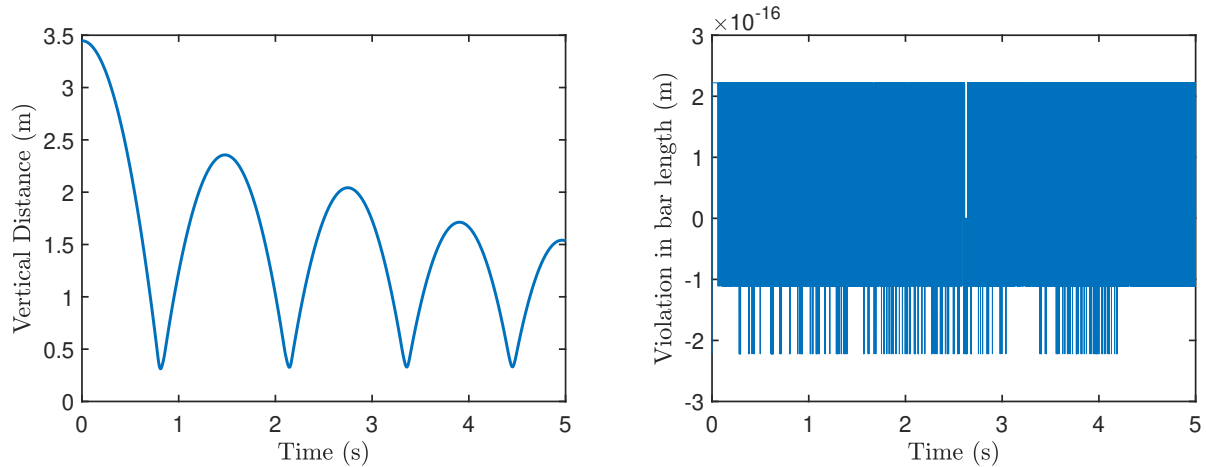 3.5
3
2.5
2
1.5
1
0.5
0
Vertical Distance (m)
0 1 2 3 4 5
Time (s)
×10-16
3
2
1
0
-1
-2
-3
Violation in bar length (m)
0 1 2 3 4 5
Time (s)